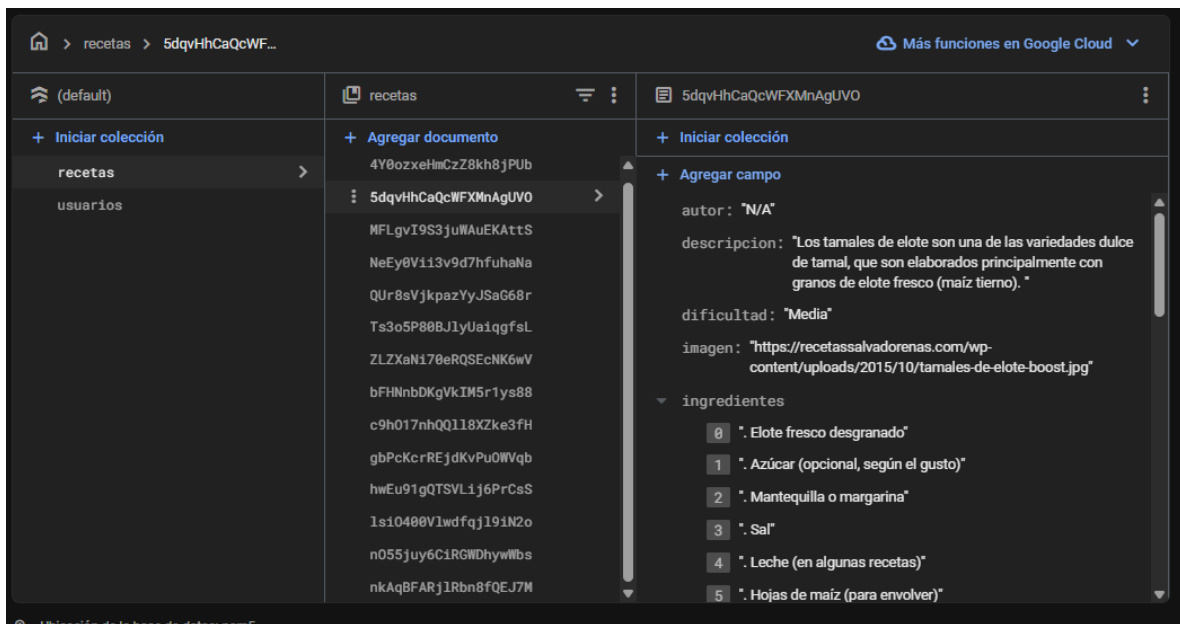 > recetas > 5dqvHhCaQcWF...
Más funciones en Google Cloud
(default)
recetas
5dqvHhCaQcWFXMnAgUVO
+ Iniciar colección
+ Agregar documento
+ Iniciar colección
recetas
usuarios
4Y0ozxeHmCzZ8kh8jPUb
5dqvHhCaQcWFXMnAgUVO
MFLgvI9S3juWAuEKAttS
NeEy0Vii3v9d7hfuhaNa
QUr8sVjkpazYyJSaG68r
Ts3o5P80BJlyUaiqgfsL
ZLZXaNi70eRQSEcNK6wV
bFHNnbDKgVkIM5r1ys88
c9hO17nhQQll8XZke3fH
gbPcKcrREjdKvPuOWVqb
hwEu91gQTSVLij6PrCsS
lsiO400Vlwdfqjl9iN2o
nO55juy6CiRGWDhywWbs
nkAqBFARjlRbn8fQEJ7M
+ Agregar campo
autor: "N/A"
descripcion: "Los tamales de elote son una de las variedades dulce
de tamal, que son elaborados principalmente con
granos de elote fresco (maíz tierno). "
dificultad: "Media"
imagen: "https://recetassalvadorenas.com/wp-
content/uploads/2015/10/tamales-de-elote-boost.jpg"
ingredientes
0 ". Elote fresco desgranado"
1 ". Azúcar (opcional, según el gusto)"
2 ". Mantequilla o margarina"
3 ". Sal"
4 ". Leche (en algunas recetas)"
5 ". Hojas de maíz (para envolver)"